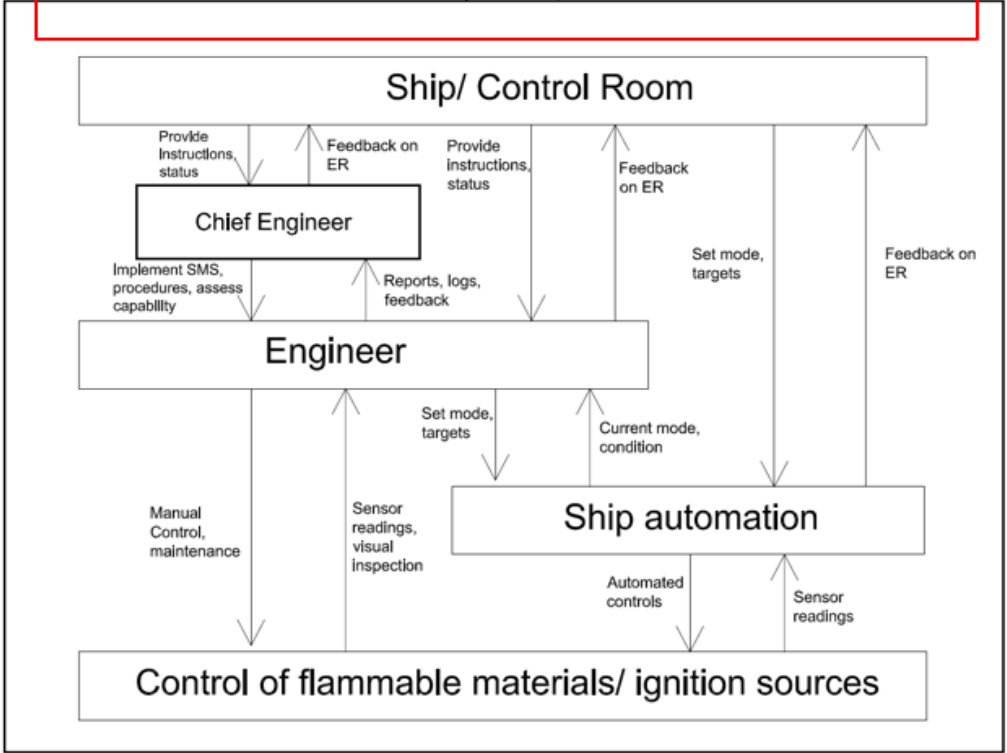 Ship/ Control Room
Provide
Instructions,
status
Feedback on
ER
Provide
instructions,
status
Feedback
on ER
Chief Engineer
Set mode,
targets
Feedback on
ER
Implement SMS,
procedures, assess
capability
Reports, logs,
feedback
Engineer
Set mode,
targets
Current mode,
condition
Manual
Control,
maintenance
Sensor
readings,
visual
inspection
Ship automation
Automated
controls
Sensor
readings
Control of flammable materials/ ignition sources